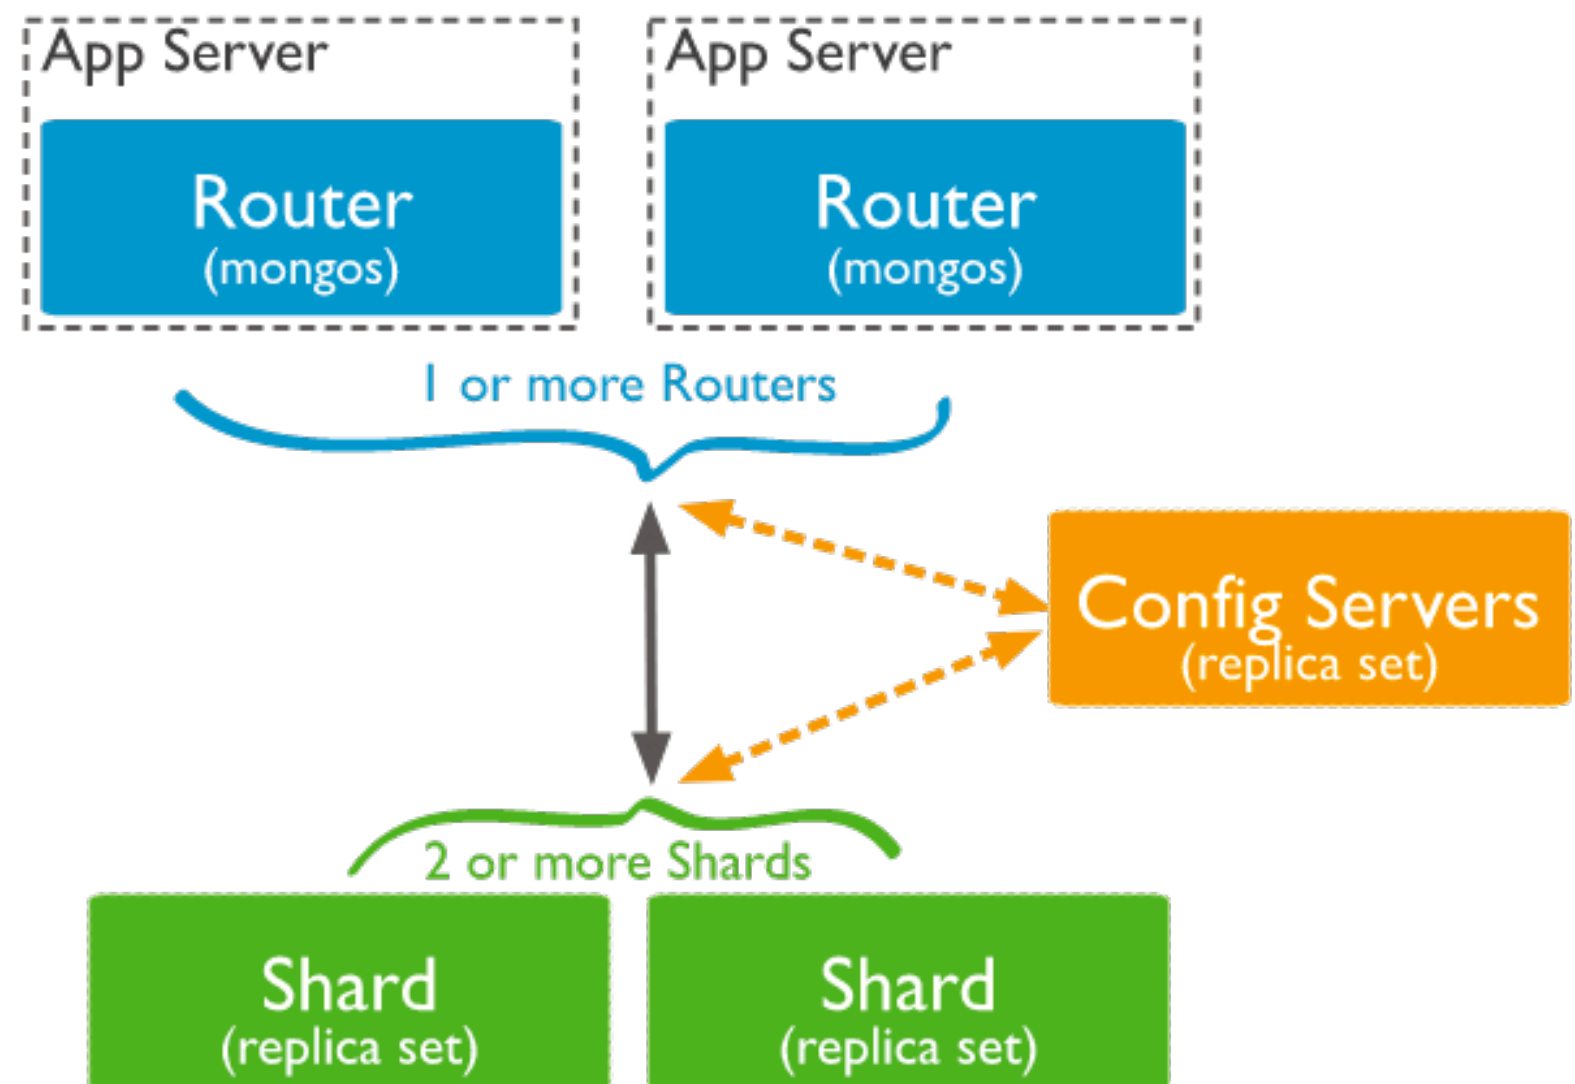 App Server
App Server
Router
(mongos)
Router
(mongos)
1 or more Routers
Config Servers
(replica set)
2 or more Shards
Shard
(replica set)
Shard
(replica set)